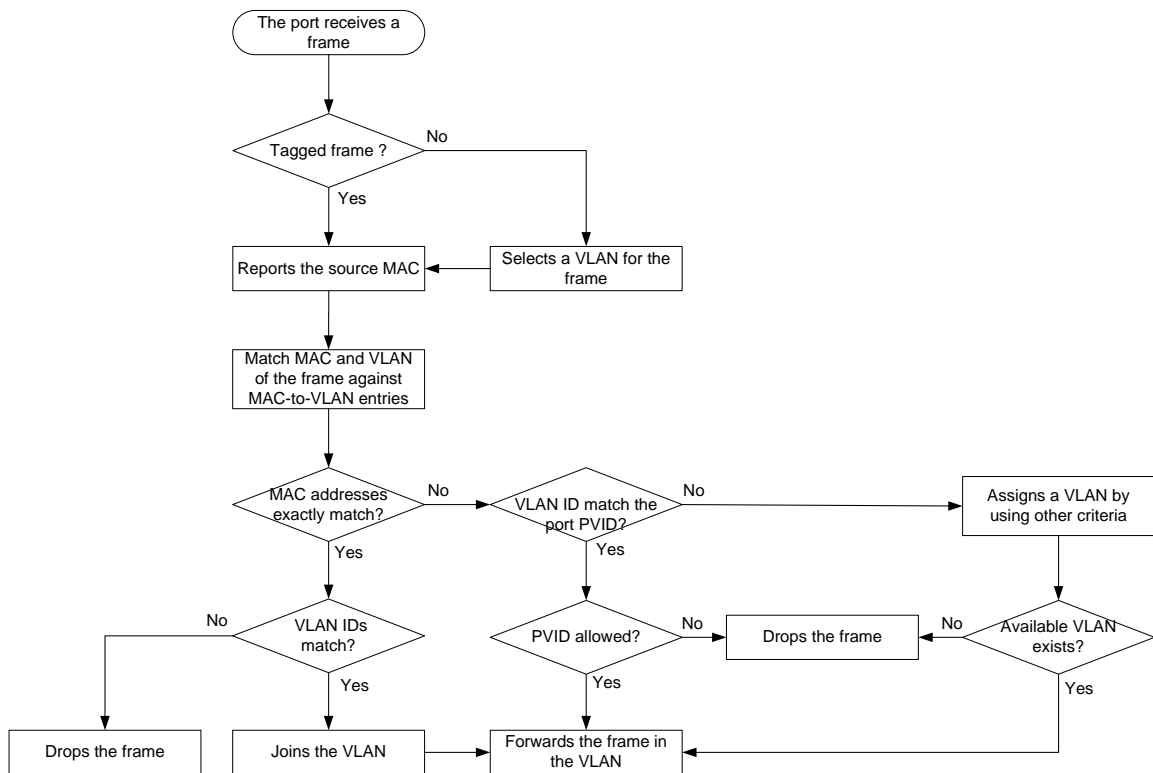 The port receives a
frame
No
Tagged frame ?
Yes
Reports the source MAC
Selects a VLAN for the
frame
Match MAC and VLAN
of the frame against
MAC-to-VLAN entries
MAC addresses
exactly match?
No
VLAN ID match the
port PVID?
No
Assigns a VLAN by
using other criteria
Yes
Yes
No
VLAN IDs
match?
PVID allowed?
No
Drops the frame
No
Available VLAN
exists?
Yes
Yes
Yes
Drops the frame
Joins the VLAN
Forwards the frame in
the VLAN